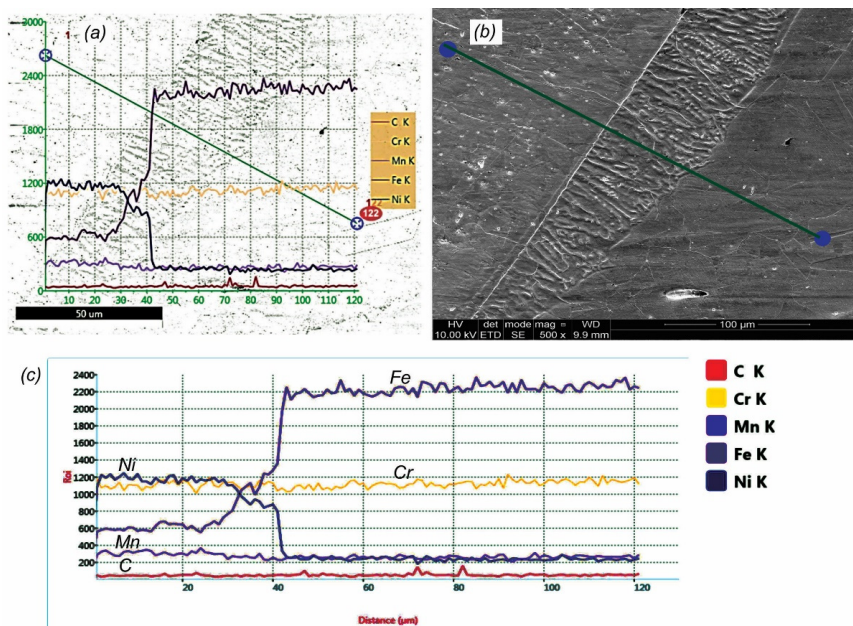 (a)
1
3000
2400
1800
1200
600
0
10 20 30 40 50 60 70 80 90 100 110 120
C K
Cr K
Mn K
Fe K
Ni K
122
50 um
(b)
HV det mode mag = WD
10.00 kV ETD SE 500 x 9.9 mm
100 µm
(c)
2400
2200
2000
1800
1600
1400
1200
1000
800
600
400
200
Fe
Ni
Cr
Mn
C
20 40 60 80 100 120
Distance (µm)
C K
Cr K
Mn K
Fe K
Ni K